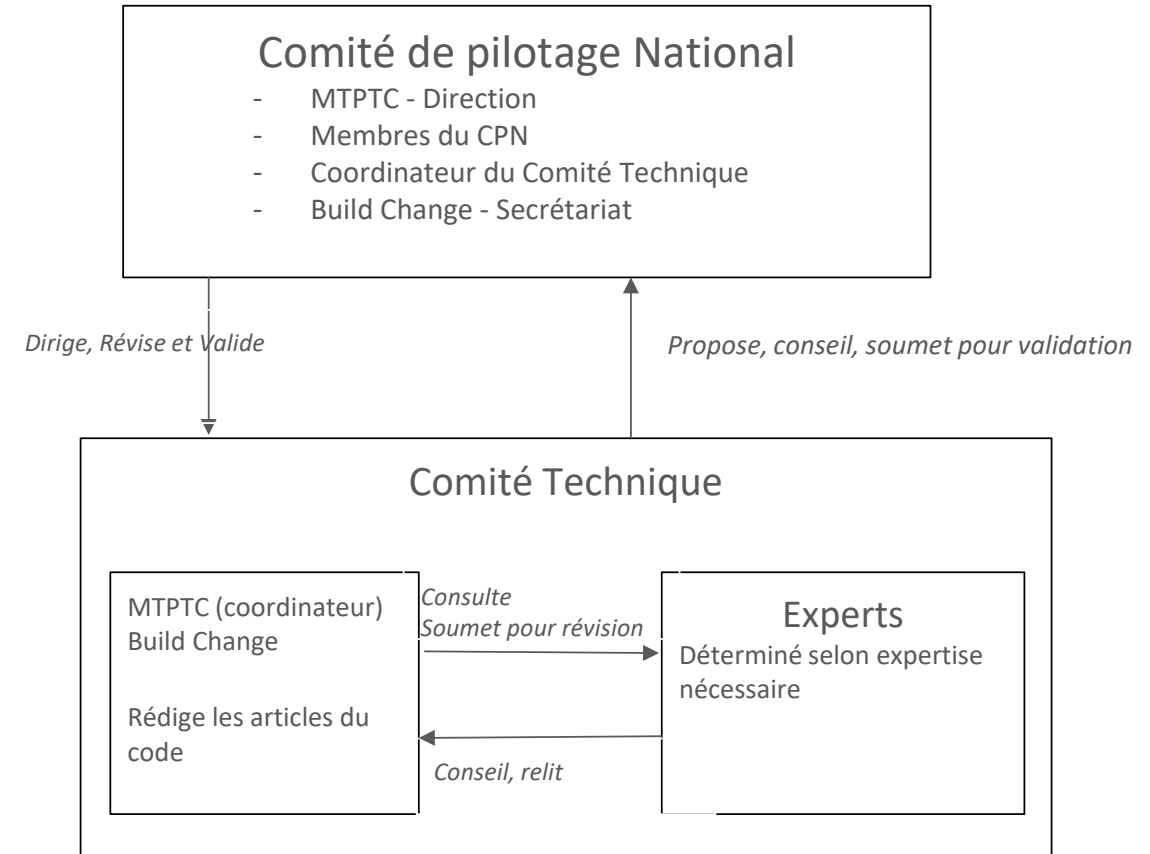 Comité de pilotage National
- MTPTC - Direction
- Membres du CPN
- Coordinateur du Comité Technique
- Build Change - Secrétariat
Dirige, Révise et Valide
Propose, conseil, soumet pour validation
Comité Technique
MTPTC (coordinateur)
Build Change
Rédige les articles du
code
Consulte
Soumet pour révision
Experts
Déterminé selon expertise
nécessaire
Conseil, relit